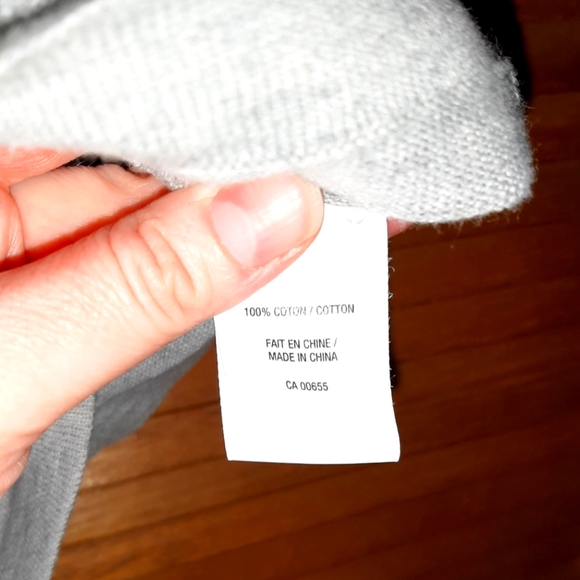 100% COTON / COTTON
FAIT EN CHINE /
MADE IN CHINA
CA 00655